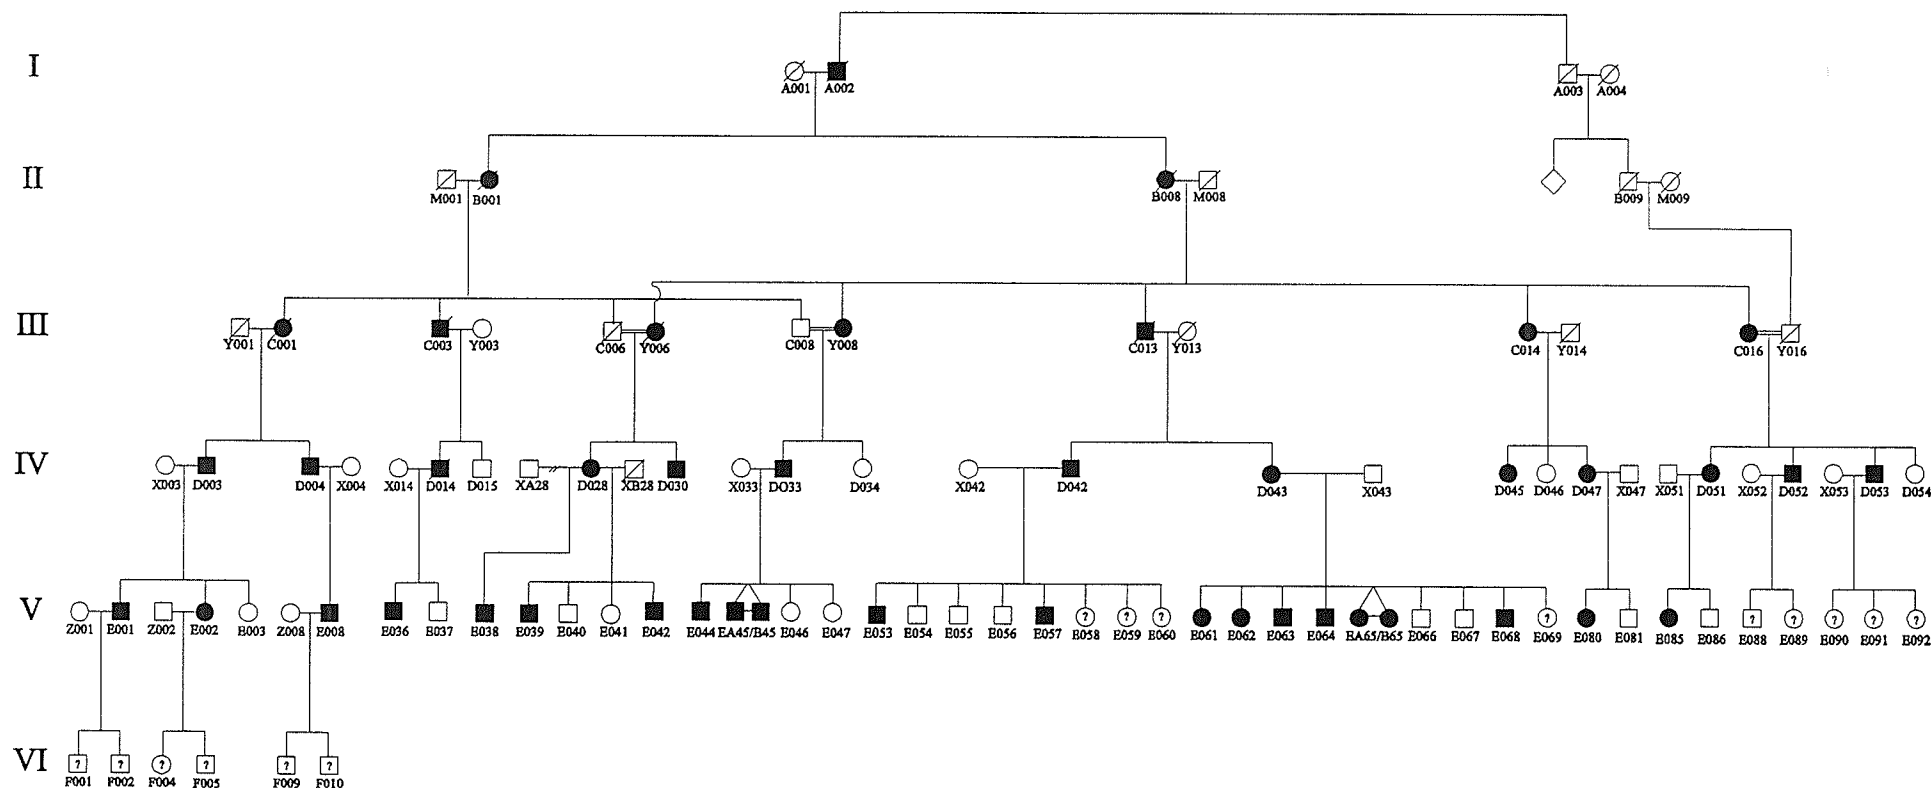 I
A001 A002 A003 A004
II
M001 B001 B008 M008 B009 M009
III
Y001 C001 C003 Y003 C006 Y006 C008 Y008 C013 Y013 C014 Y014 C016 Y016
IV
X003 D003 D004 X004 X014 D014 D015 XA28 D028 XB28 D030 X033 DO33 D034 X042 D042 D043 X043 D045 D046 D047 X047 X051 D051 X052 D052 X053 D053 D054
V
? ? ? ? ? ? ? ? ?
Z001 E001 Z002 E002 E003 Z008 E008 E036 E037 E038 E039 E040 E041 E042 E044 EA45/B45 E046 E047 E053 E054 E055 E056 E057 E058 E059 E060 E061 E062 E063 E064 EA65/B65 E066 E067 E068 E069 E080 E081 E085 E086 E088 E089 E090 E091 E092
VI
? ? ? ? ? ?
F001 F002 F004 F005 F009 F010